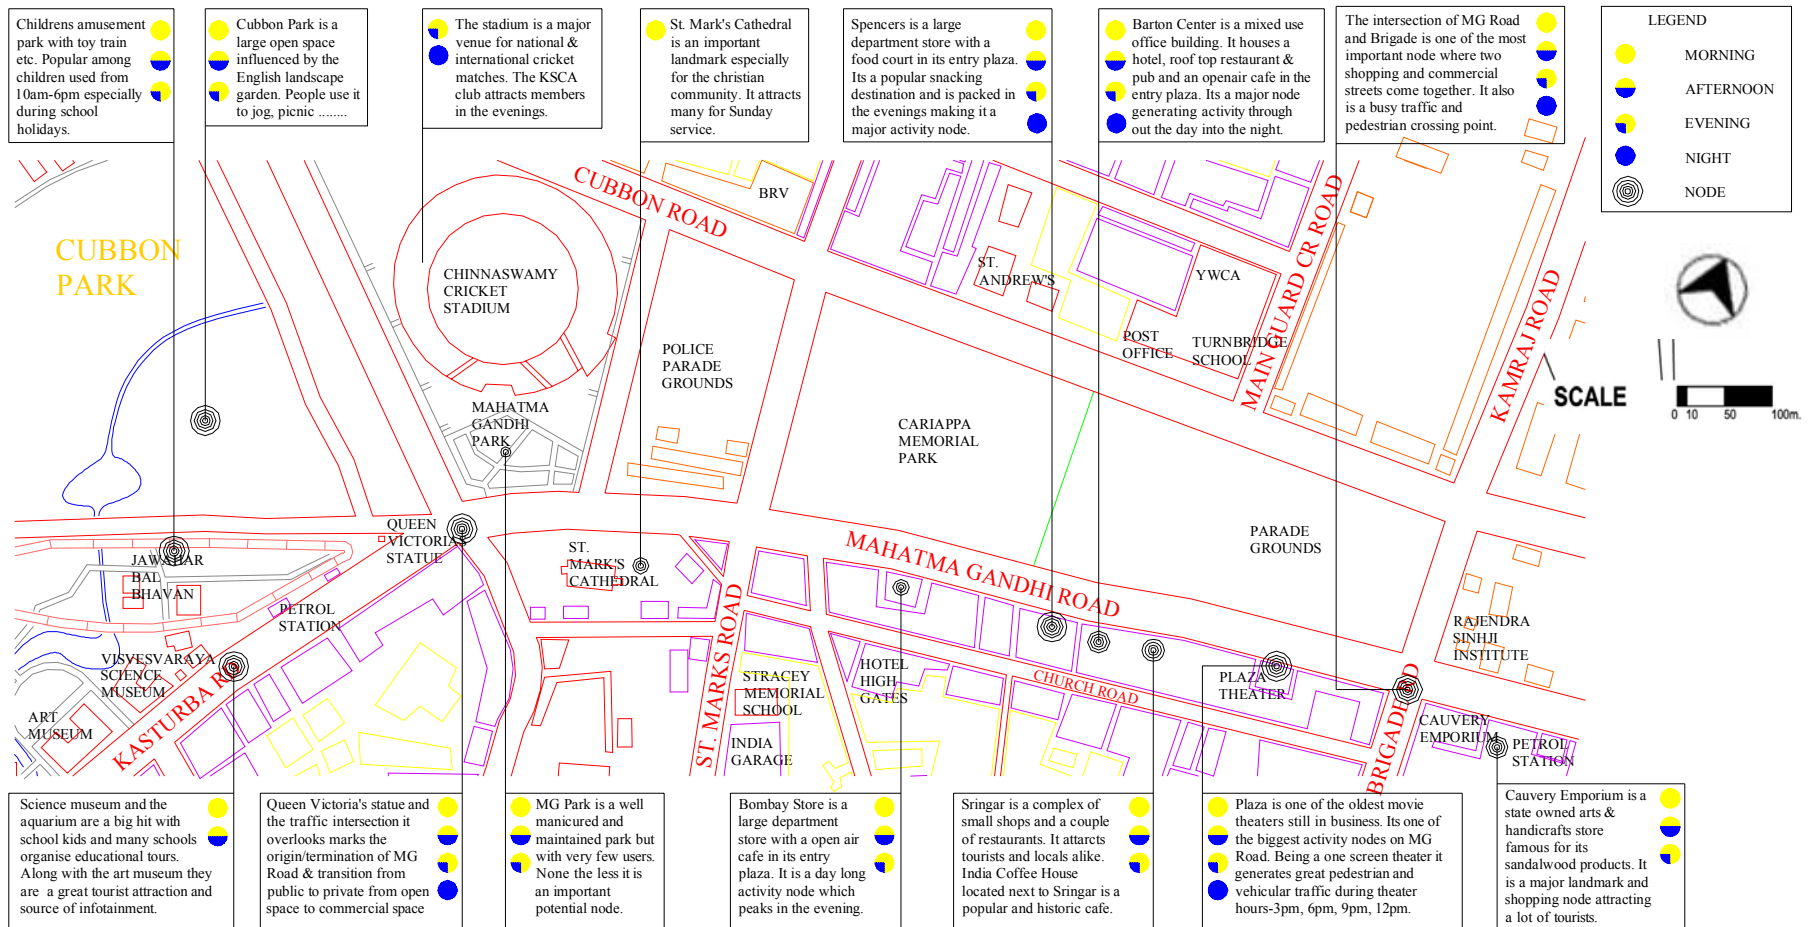 Childrens amusement
park with toy train
etc. Popular among
children used from
10am-6pm especially
during school
holidays.
Cubbon Park is a
large open space
influenced by the
English landscape
garden. People use it
to jog, picnic ........
The stadium is a major
venue for national &
international cricket
matches. The KSCA
club attracts members
in the evenings.
St. Mark's Cathedral
is an important
landmark especially
for the christian
community. It attracts
many for Sunday
service.
Spencers is a large
department store with a
food court in its entry plaza.
Its a popular snacking
destination and is packed in
the evenings making it a
major activity node.
Barton Center is a mixed use
office building. It houses a
hotel, roof top restaurant &
pub and an openair cafe in the
entry plaza. Its a major node
generating activity through
out the day into the night.
The intersection of MG Road
and Brigade is one of the most
important node where two
shopping and commercial
streets come together. It also
is a busy traffic and
pedestrian crossing point.
LEGEND
MORNING
AFTERNOON
EVENING
NIGHT
NODE
CUBBON
PARK
CHINNASWAMY
CRICKET
STADIUM
CUBBON ROAD
BRV
ST.
ANDREW'S
YWCA
POST
OFFICE
TURNBRIDGE
SCHOOL
MAIN GUARD CR ROAD
KAMRAJ ROAD
SCALE
0 10 50 100m.
POLICE
PARADE
GROUNDS
MAHATMA
GANDHI
PARK
CARIAPPA
MEMORIAL
PARK
PARADE
GROUNDS
QUEEN
VICTORIAS
STATUE
ST.
MARK'S
CATHEDRAL
MAHATMA GANDHI ROAD
JAWAHAR
BAL
BHAVAN
PETROL
STATION
VISVESVARAYA
SCIENCE
MUSEUM
ART
MUSEUM
KASTURBA RD
ST. MARKS ROAD
STRACEY
MEMORIAL
SCHOOL
INDIA
GARAGE
HOTEL
HIGH
GATES
CHURCH ROAD
PLAZA
THEATER
BRIGADE RD
RAJENDRA
SINHJI
INSTITUTE
CAUVERY
EMPORIUM
PETROL
STATION
Science museum and the
aquarium are a big hit with
school kids and many schools
organise educational tours.
Along with the art museum they
are a great tourist attraction and
source of infotainment.
Queen Victoria's statue and
the traffic intersection it
overlooks marks the
origin/termination of MG
Road & transition from
public to private from open
space to commercial space
MG Park is a well
manicured and
maintained park but
with very few users.
None the less it is
an important
potential node.
Bombay Store is a
large department
store with a open air
cafe in its entry
plaza. It is a day long
activity node which
peaks in the evening.
Sringar is a complex of
small shops and a couple
of restaurants. It attarcts
tourists and locals alike.
India Coffee House
located next to Sringar is a
popular and historic cafe.
Plaza is one of the oldest movie
theaters still in business. Its one of
the biggest activity nodes on MG
Road. Being a one screen theater it
generates great pedestrian and
vehicular traffic during theater
hours-3pm, 6pm, 9pm, 12pm.
Cauvery Emporium is a
state owned arts &
handicrafts store
famous for its
sandalwood products. It
is a major landmark and
shopping node attracting
a lot of tourists.